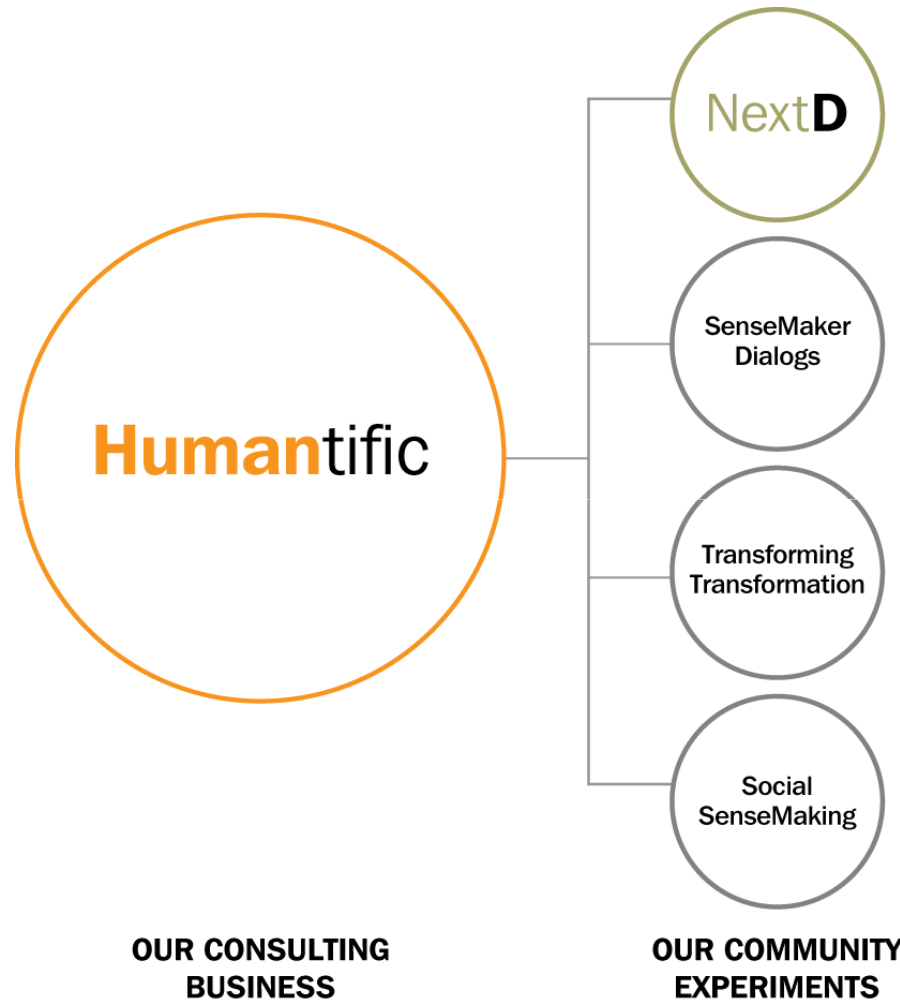 NextD
SenseMaker
Dialogs
Humantific
Transforming
Transformation
Social
SenseMaking
OUR CONSULTING
BUSINESS
OUR COMMUNITY
EXPERIMENTS